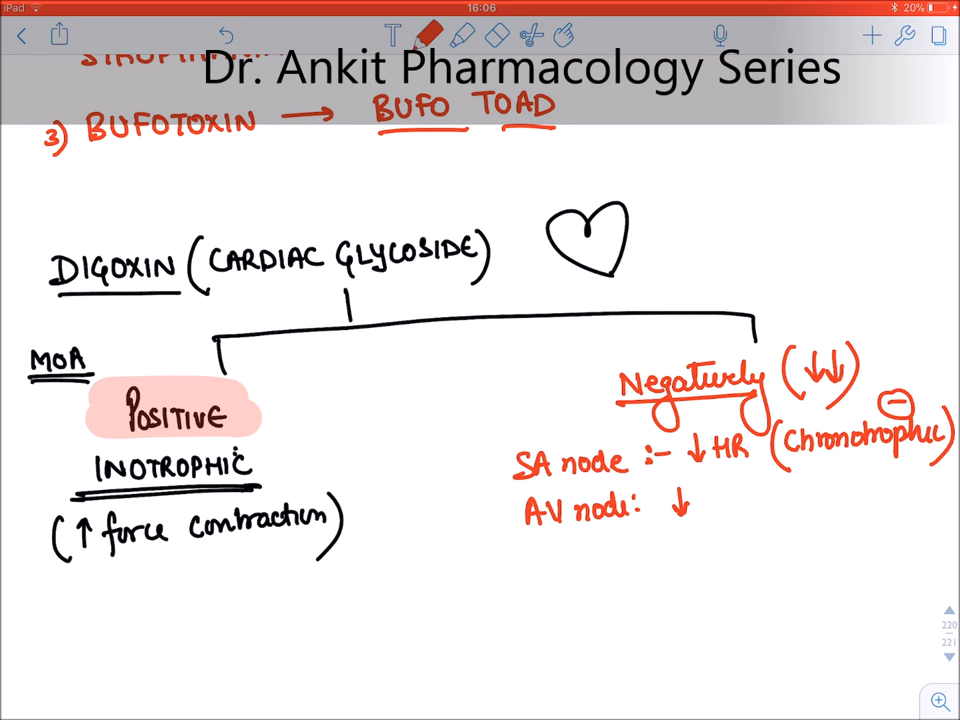 iPad 16:06 20%
Dr. Ankit Pharmacology Series
3) BUFOTOXIN → BUFO TOAD
DIGOXIN (CARDIAC GLYCOSIDE)
MOA
POSITIVE
INOTROPHIC
(↑ force contraction)
Negatively (↓↓)
SA node :- ↓ HR (Chronotrophic)
AV node: ↓
220
221